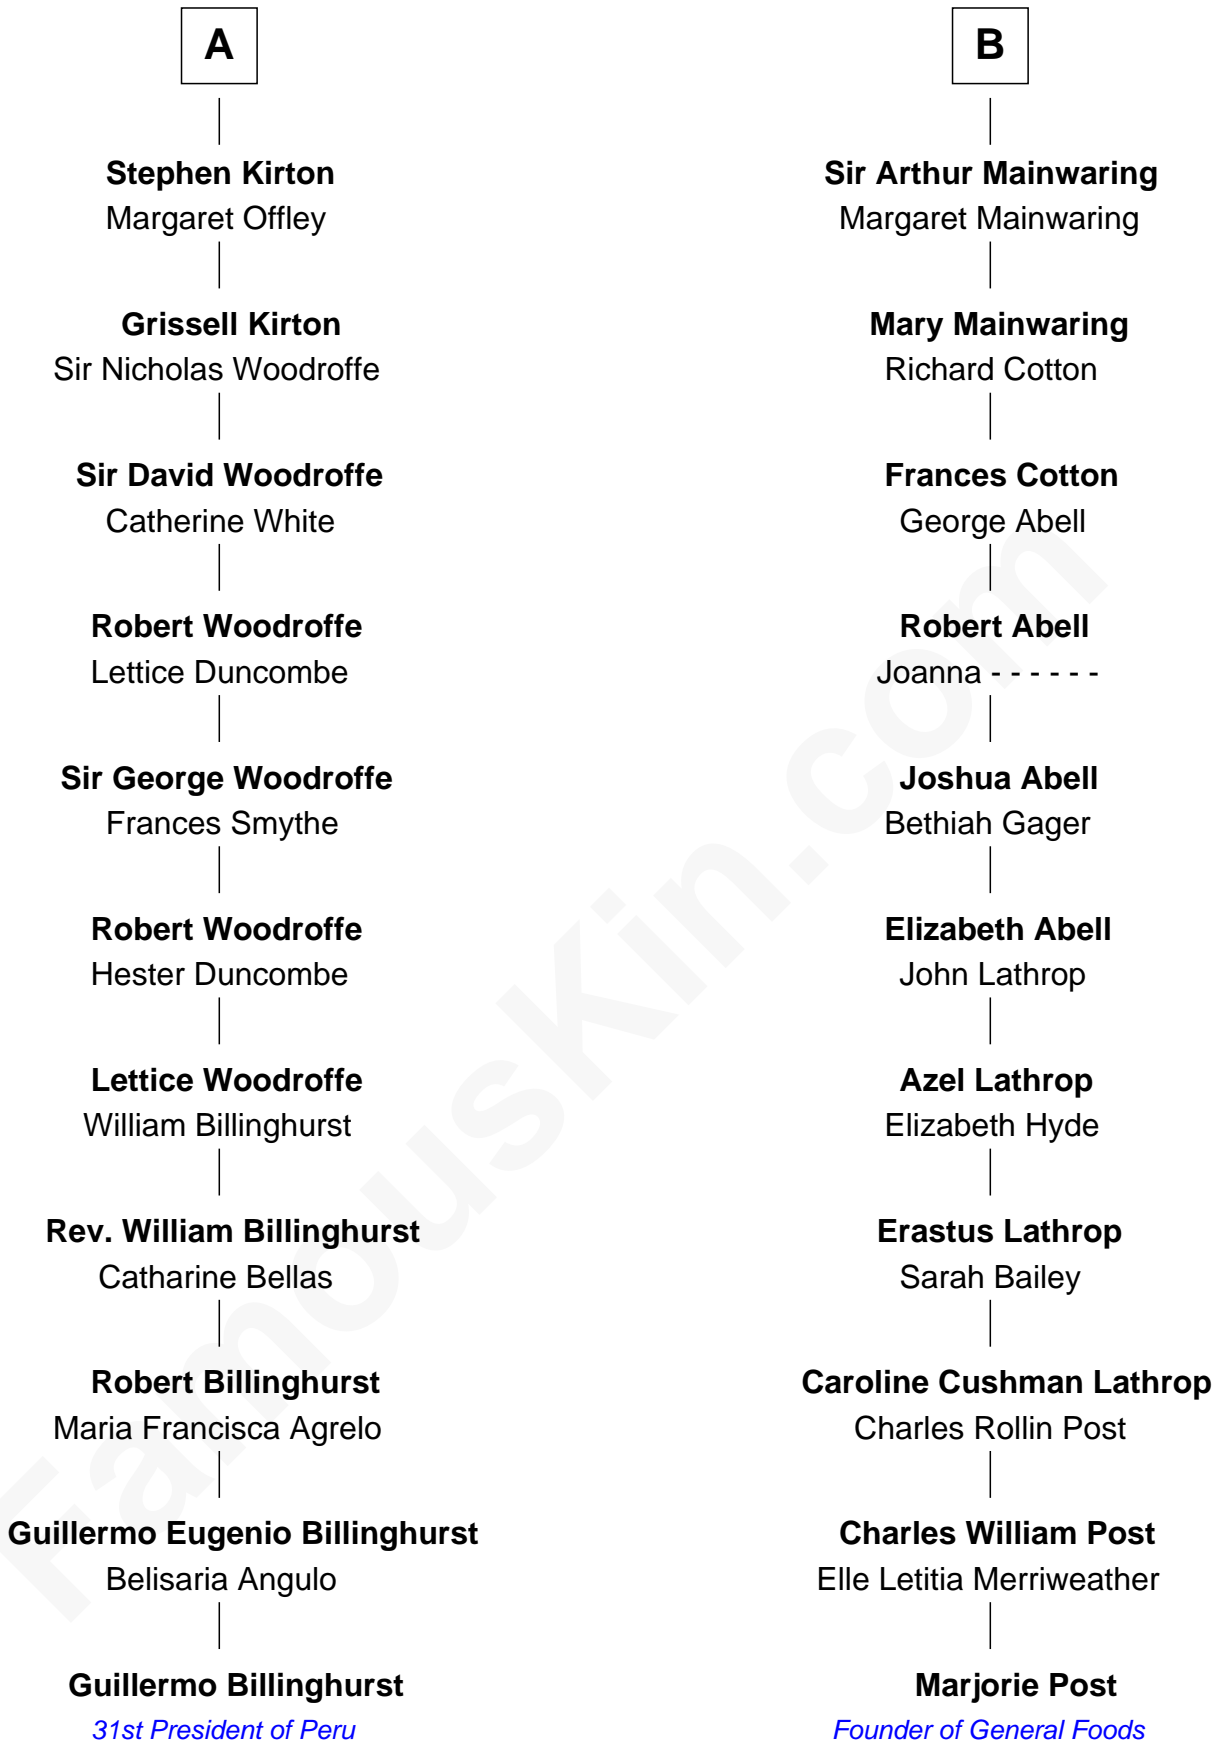 A
Stephen Kirton
Margaret Offley
Grissell Kirton
Sir Nicholas Woodroffe
Sir David Woodroffe
Catherine White
Robert Woodroffe
Lettice Duncombe
Sir George Woodroffe
Frances Smythe
Robert Woodroffe
Hester Duncombe
Lettice Woodroffe
William Billinghurst
Rev. William Billinghurst
Catharine Bellas
Robert Billinghurst
Maria Francisca Agrelo
Guillermo Eugenio Billinghurst
Belisaria Angulo
Guillermo Billinghurst
31st President of Peru
B
Sir Arthur Mainwaring
Margaret Mainwaring
Mary Mainwaring
Richard Cotton
Frances Cotton
George Abell
Robert Abell
Joanna - - - - - -
Joshua Abell
Bethiah Gager
Elizabeth Abell
John Lathrop
Azel Lathrop
Elizabeth Hyde
Erastus Lathrop
Sarah Bailey
Caroline Cushman Lathrop
Charles Rollin Post
Charles William Post
Elle Letitia Merriweather
Marjorie Post
Founder of General Foods
FamousKin.com